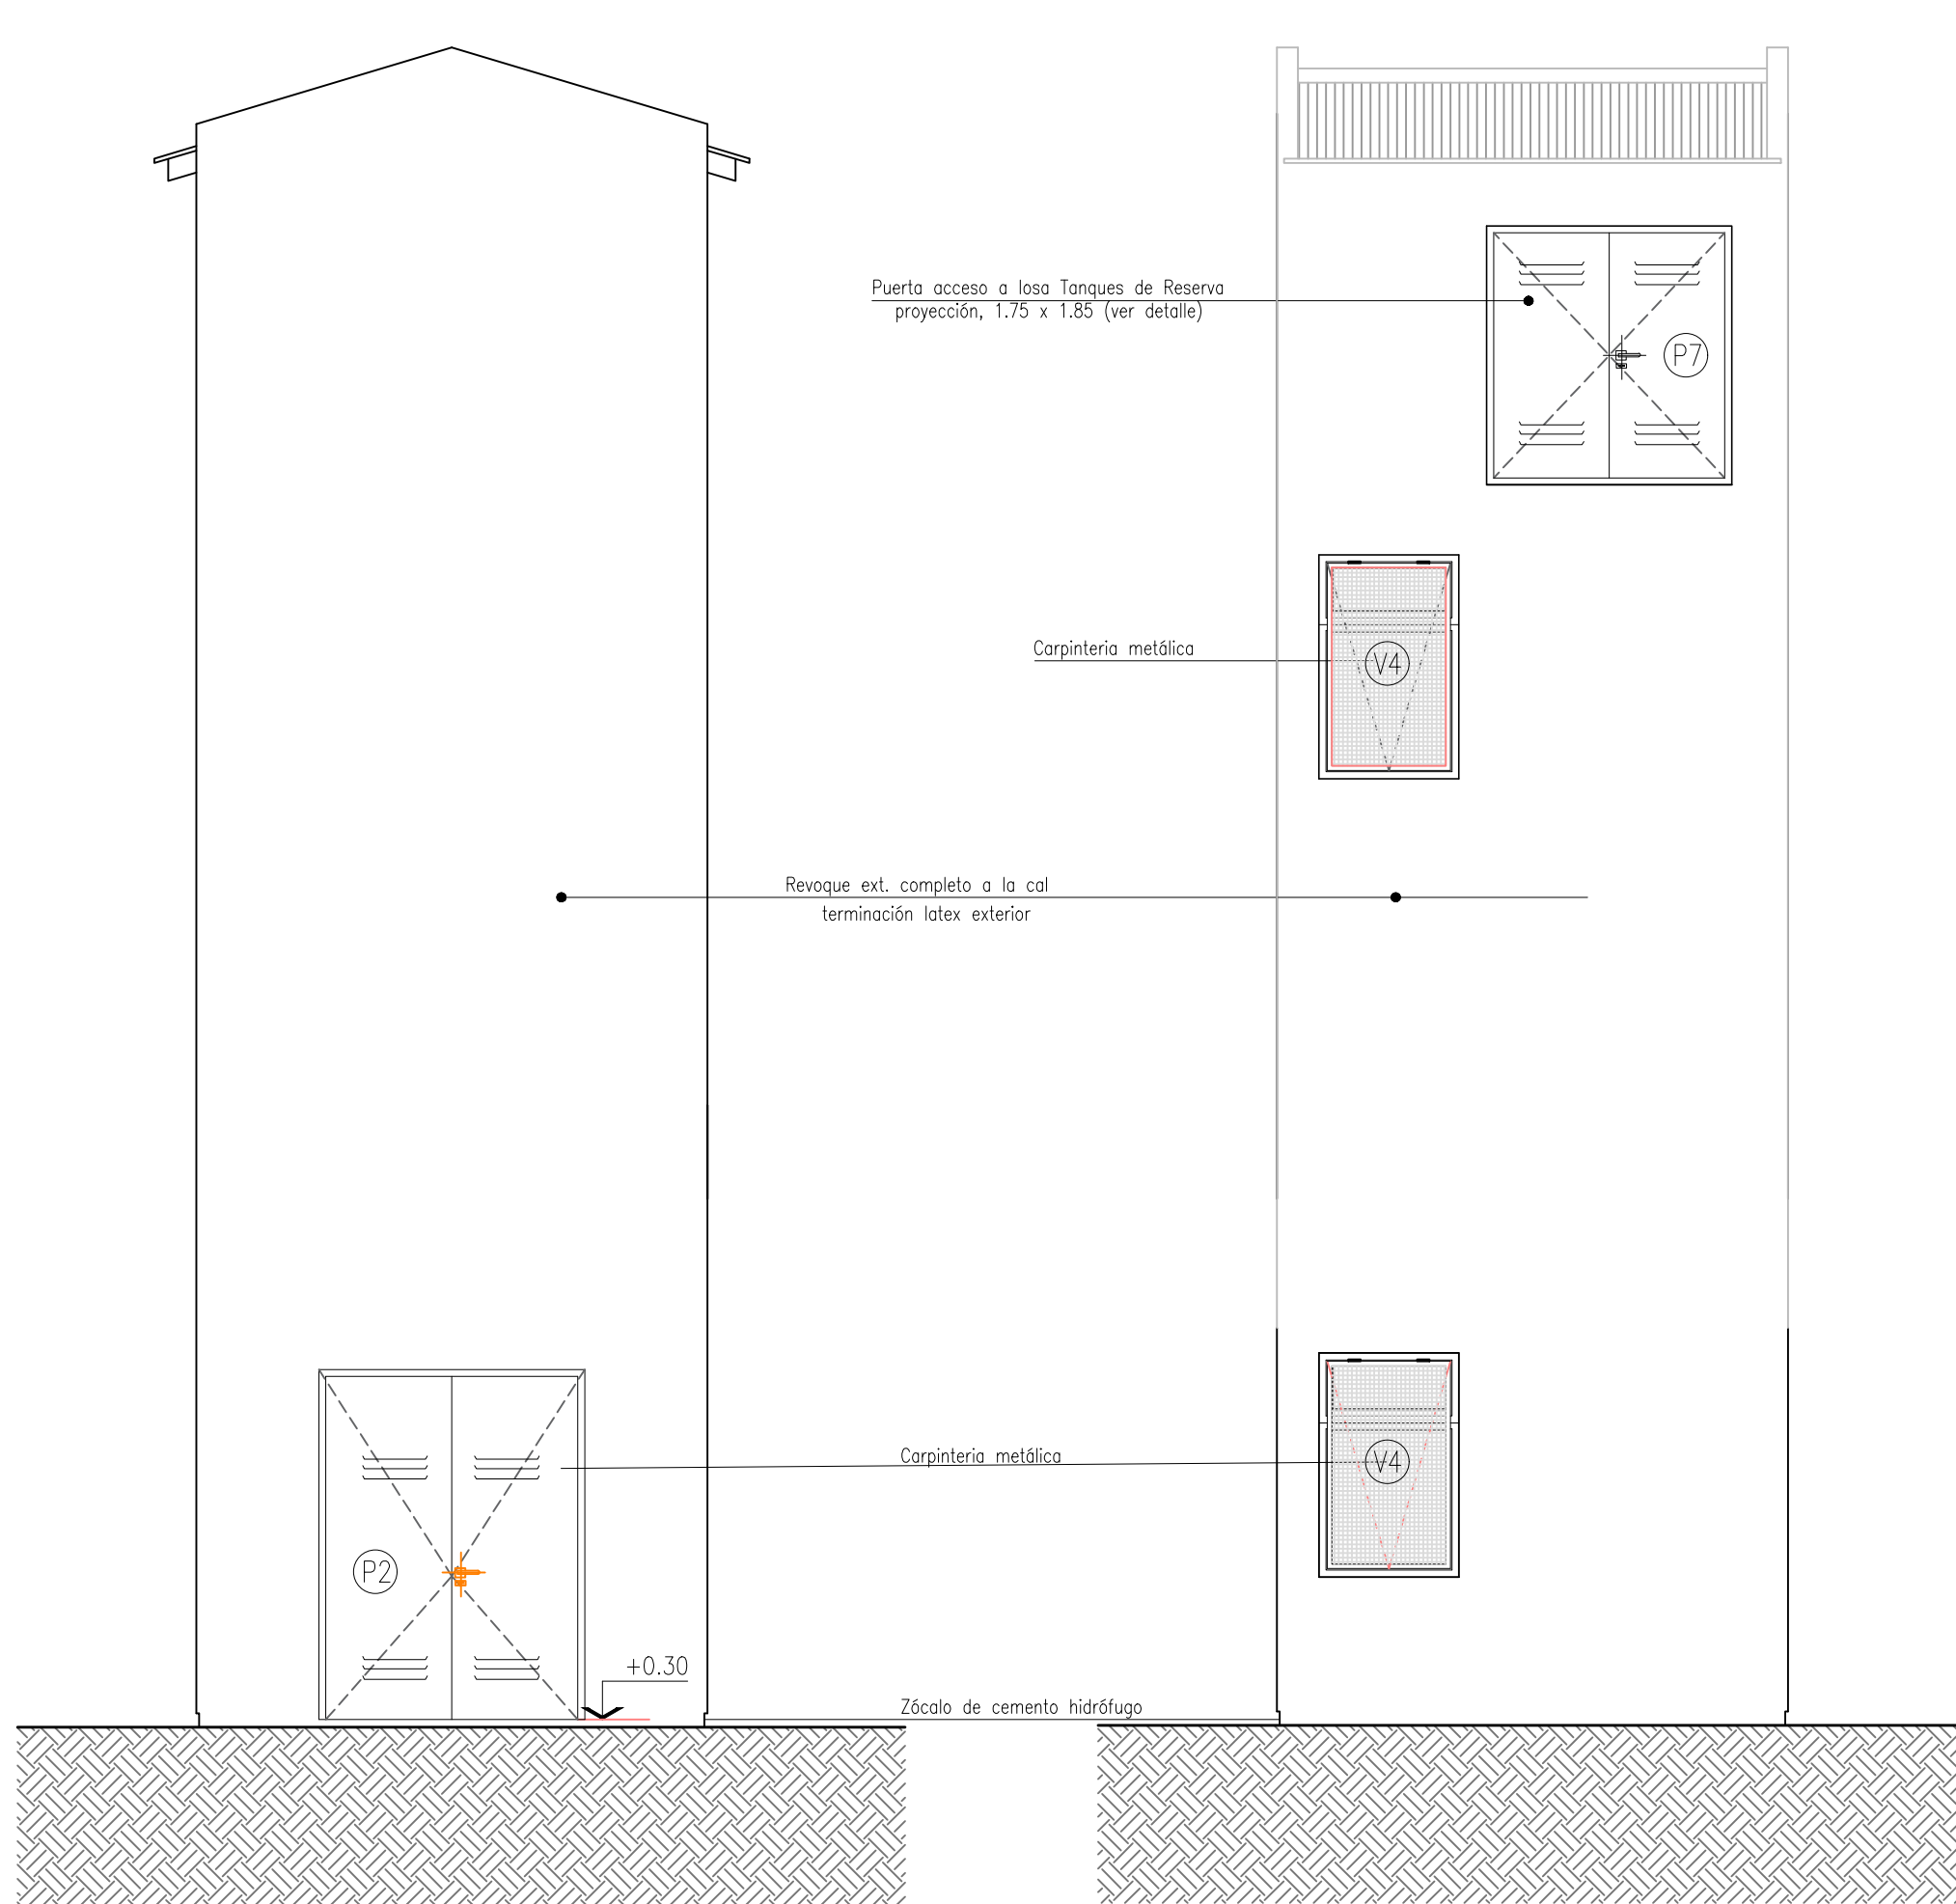 Puerta acceso a losa Tanques de Reserva
proyección, 1.75 x 1.85 (ver detalle)
P7
Carpinteria metálica
V4
Revoque ext. completo a la cal
terminación latex exterior
Carpinteria metálica
V4
P2
+0.30
Zócalo de cemento hidrófugo